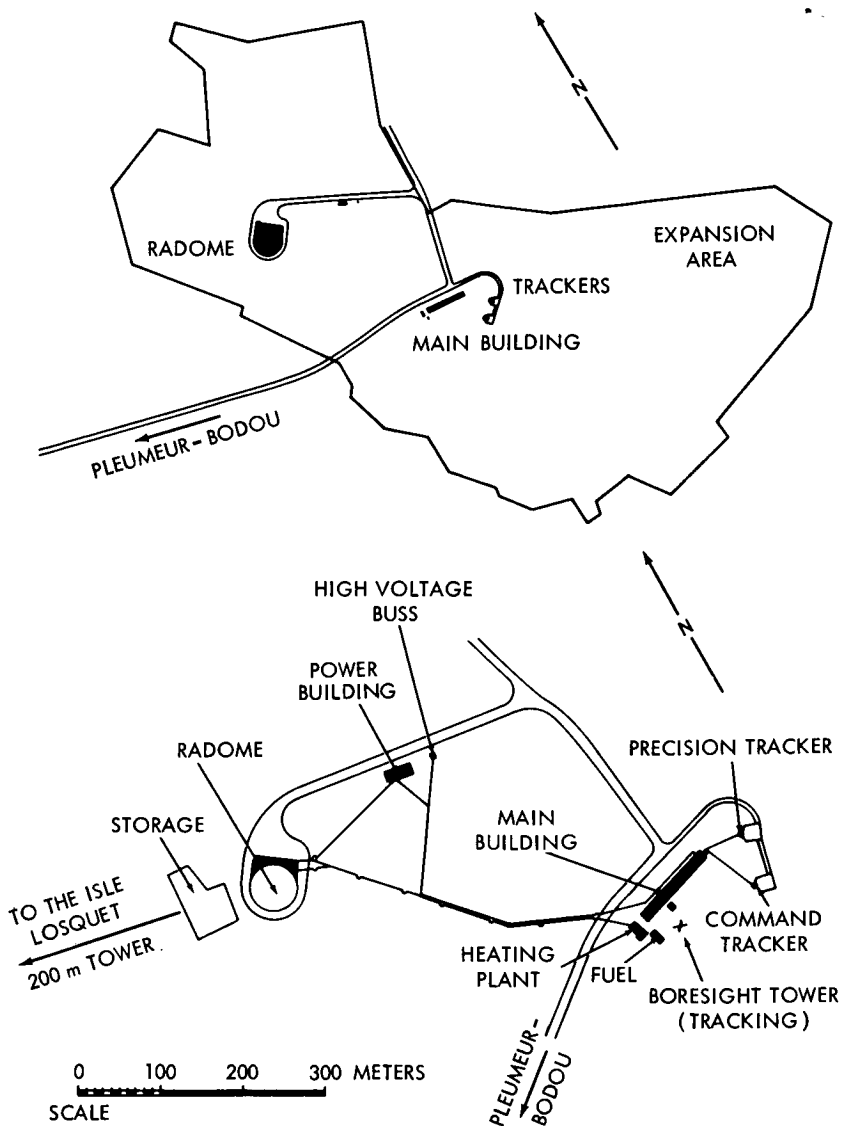 N
RADOME
EXPANSION
AREA
TRACKERS
MAIN BUILDING
PLEUMEUR-BODOU
HIGH VOLTAGE
BUSS
N
POWER
BUILDING
RADOME
PRECISION TRACKER
STORAGE
MAIN
BUILDING
TO THE ISLE
LOSQUET
200 m TOWER
COMMAND
TRACKER
HEATING
PLANT
FUEL
BORESIGHT TOWER
(TRACKING)
PLEUMEUR-
BODOU
0 100 200 300 METERS
SCALE